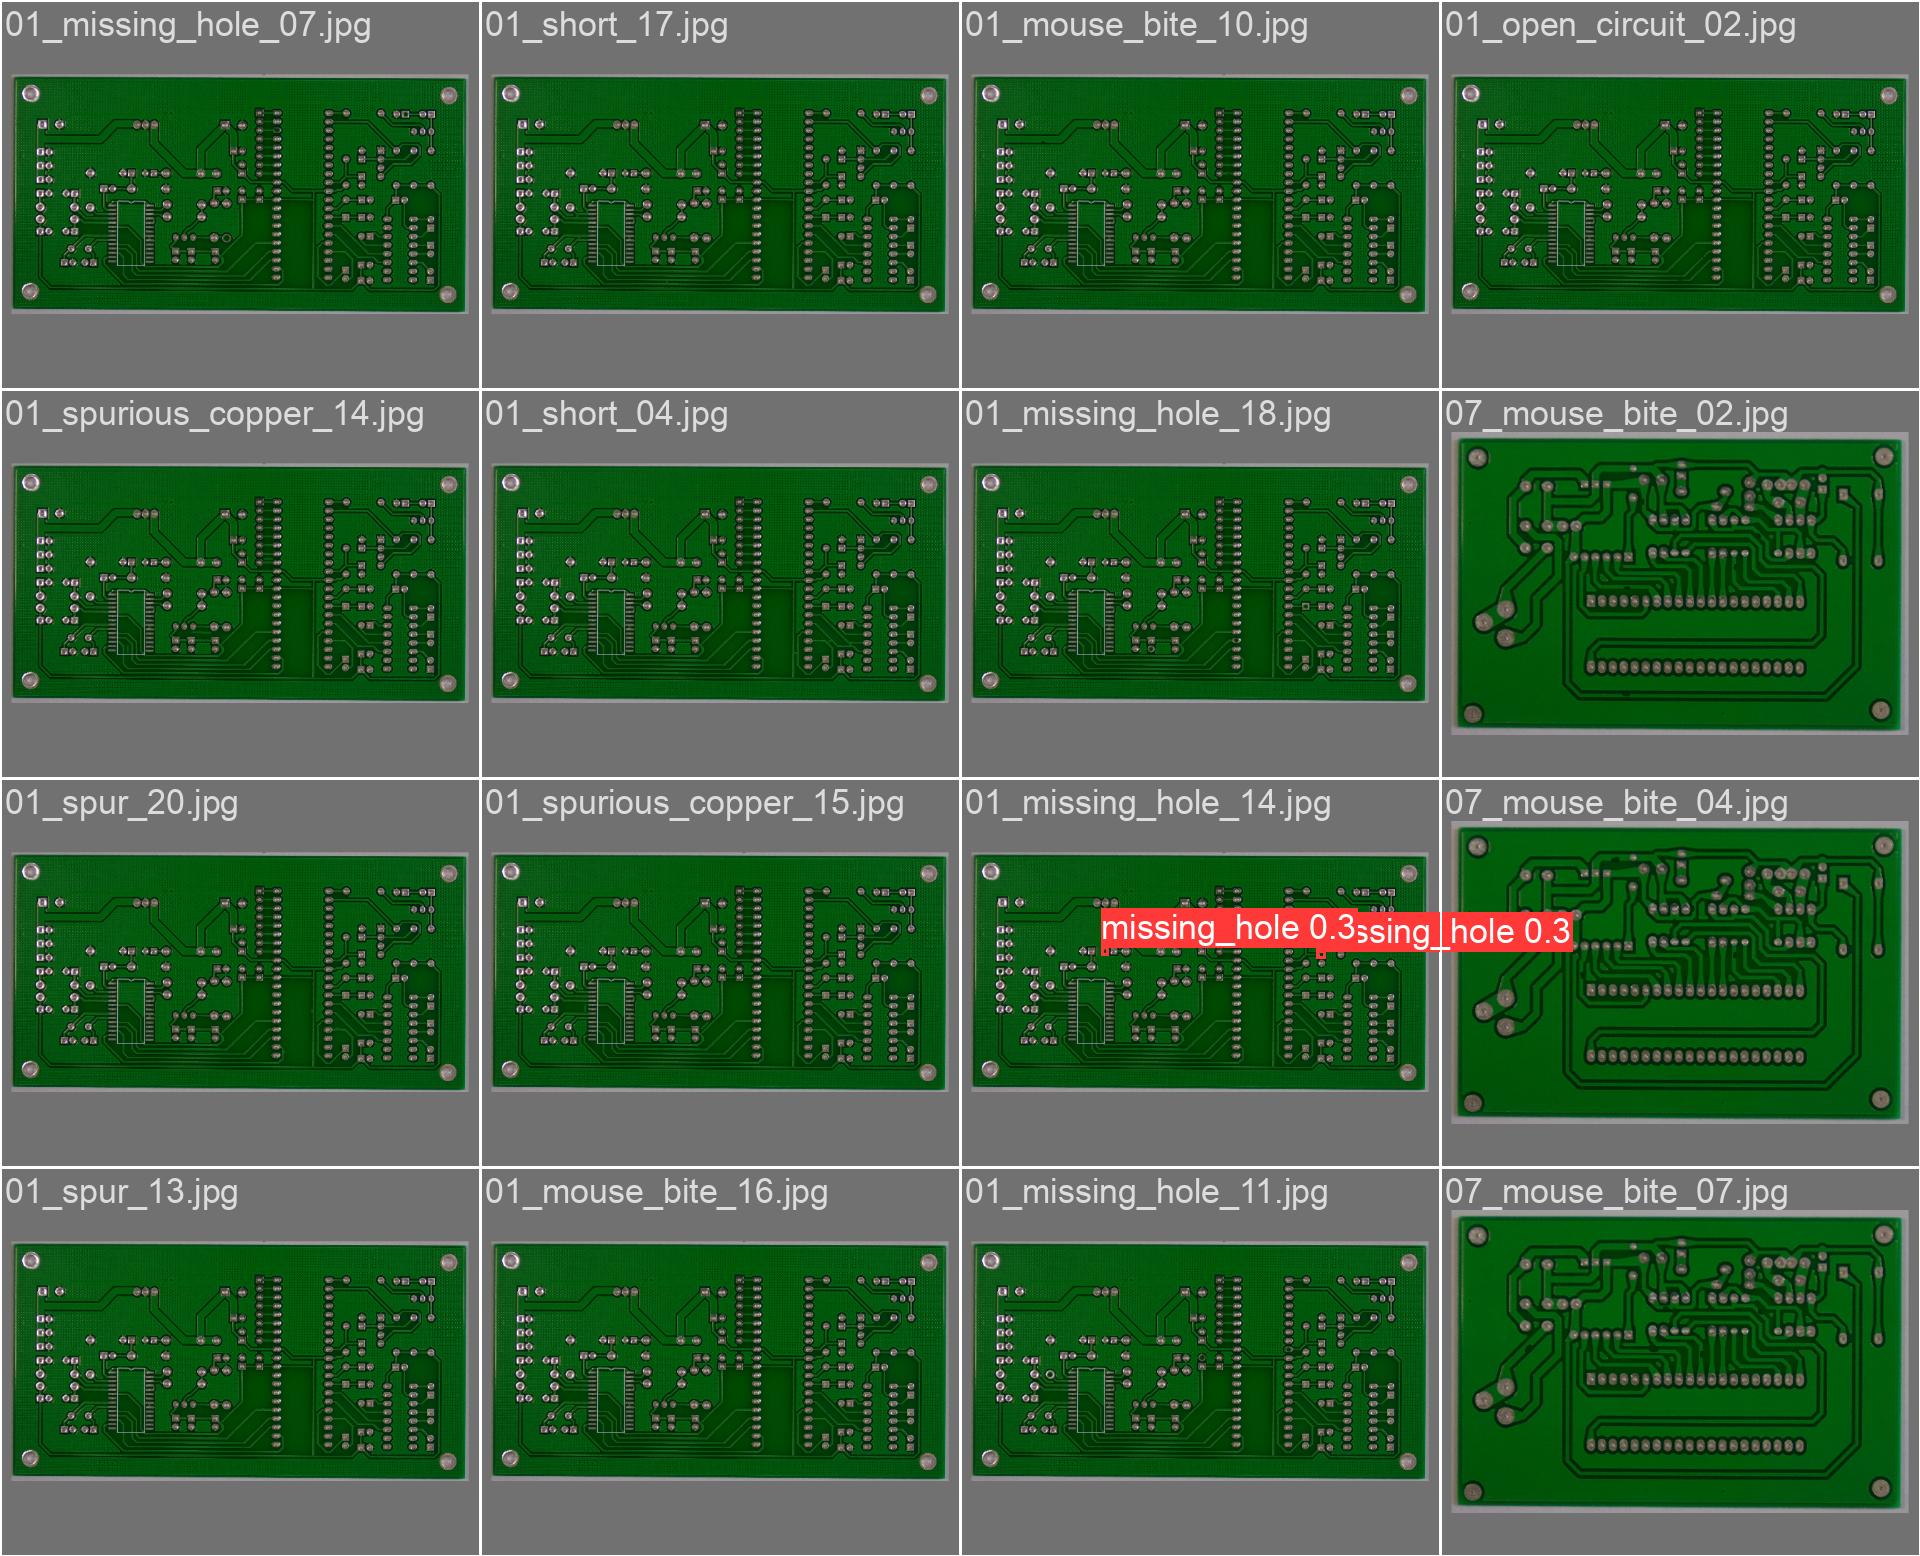 01_missing_hole_07.jpg
01_short_17.jpg
01_mouse_bite_10.jpg
01_open_circuit_02.jpg
01_spurious_copper_14.jpg
01_short_04.jpg
01_missing_hole_18.jpg
07_mouse_bite_02.jpg
01_spur_20.jpg
01_spurious_copper_15.jpg
01_missing_hole_14.jpg
07_mouse_bite_04.jpg
missing_hole 0.3
ssing_hole 0.3
01_spur_13.jpg
01_mouse_bite_16.jpg
01_missing_hole_11.jpg
07_mouse_bite_07.jpg